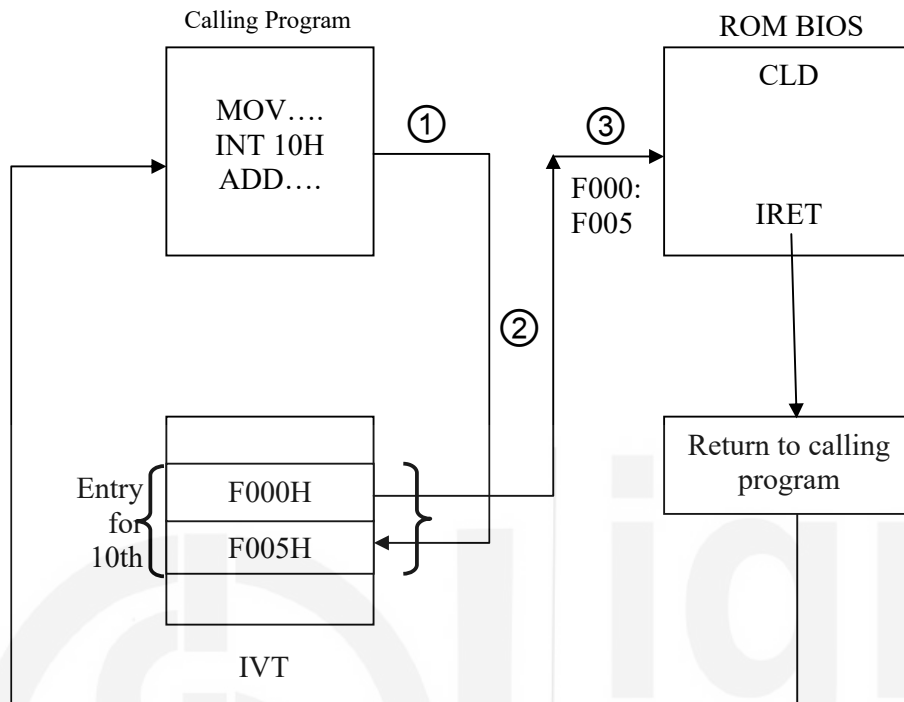 Calling Program
MOV….
INT 10H
ADD….
①
②
③
F000:
F005
ROM BIOS
CLD
IRET
Return to calling
program
Entry
for
10th
F000H
F005H
IVT
ig